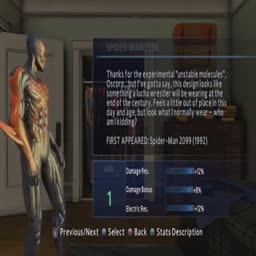 SPIDER-MAN 2099
Thanks for the experimental "unstable molecules",
Oscorp... but I've gotta say, this design looks like
something a lucha wrestler will be wearing at the
end of the century. Feels a little out of place in this
day and age, but look what I normally wear - who
am I kidding?
FIRST APPEARED: Spider-Man 2099 (1992)
LEVEL
1
Damage Res. +12%
Damage Bonus +8%
Electric Res. +12%
Previous/Next Select Back Stats Description